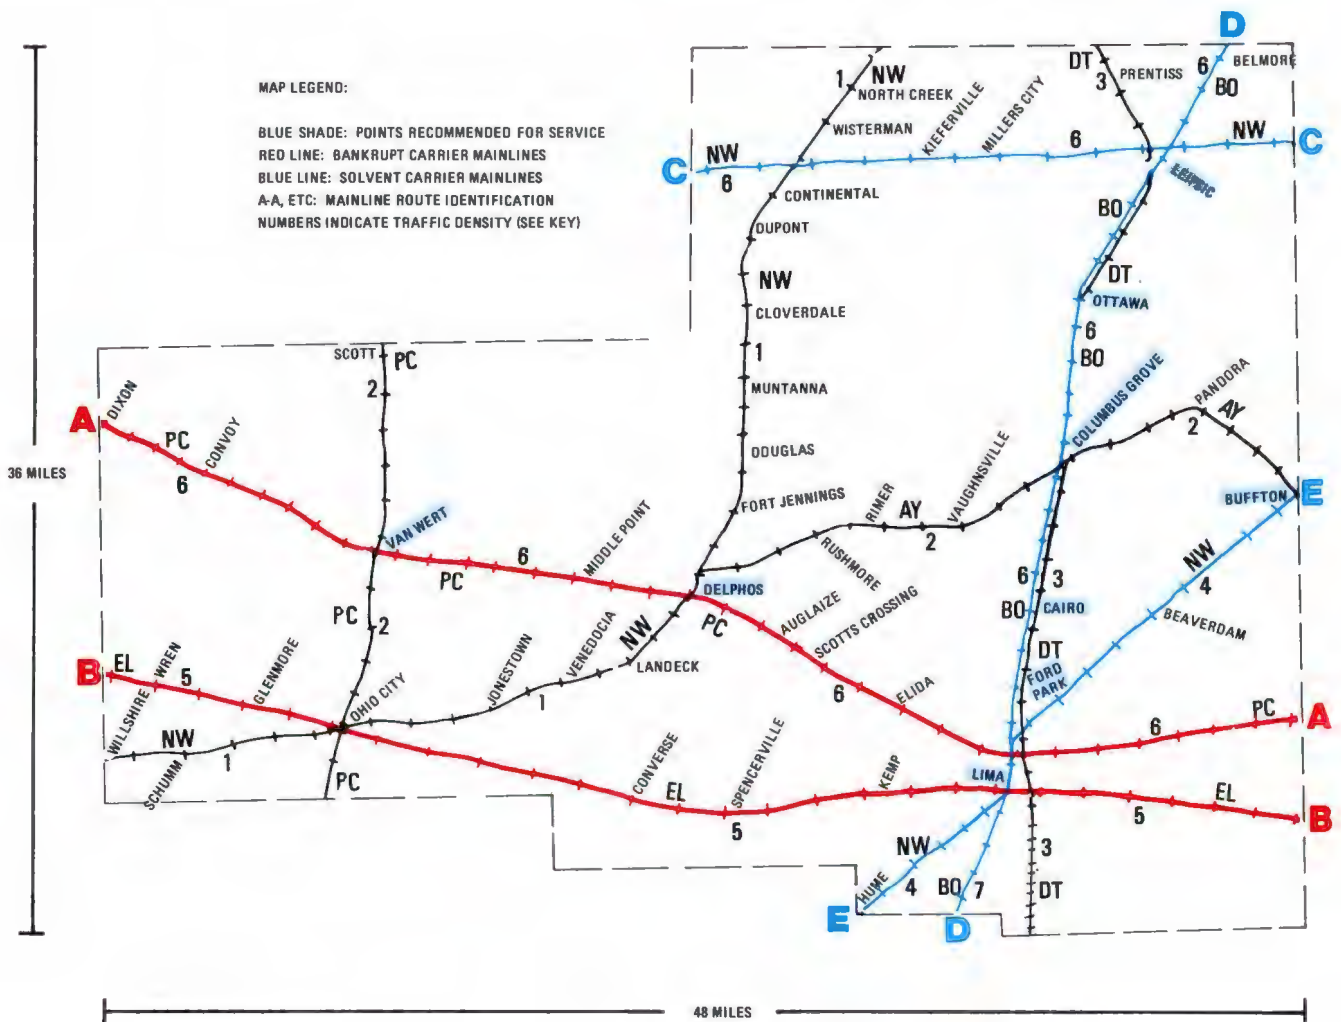 D
MAP LEGEND:
BLUE SHADE: POINTS RECOMMENDED FOR SERVICE
RED LINE: BANKRUPT CARRIER MAINLINES
BLUE LINE: SOLVENT CARRIER MAINLINES
A-A, ETC: MAINLINE ROUTE IDENTIFICATION
NUMBERS INDICATE TRAFFIC DENSITY (SEE KEY)
1
NW
NORTH CREEK
WISTERMAN
KIEFERVILLE
MILLERS CITY
DT
3
PRENTISS
6
BELMORE
BO
C
NW
6
6
NW
C
CONTINENTAL
LEIPSIC
DUPONT
BO
NW
DT
CLOVERDALE
OTTAWA
6
BO
1
SCOTT
PC
2
MUNTANNA
DIXON
A
PC
6
CONVOY
COLUMBUS GROVE
PANDORA
AY
2
36 MILES
DOUGLAS
FORT JENNINGS
RIMER
AY
2
VAUGHNSVILLE
BUFFTON
E
VAN WERT
6
PC
MIDDLE POINT
RUSHMORE
NW
4
DELPHOS
PC
6
3
BO
CAIRO
BEAVERDAM
PC
2
AUGLAIZE
SCOTTS CROSSING
DT
B
EL
5
WREN
WILLSHIRE
GLENMORE
OHIO CITY
JONESTOWN
1
VENEDOCIA
NW
LANDECK
6
ELIDA
FORD
PARK
NW
1
SCHUMM
PC
6
PC
A
CONVERSE
EL
SPENCERVILLE
5
KEMP
LIMA
5
EL
B
NW
4
HUME
E
BO
7
D
3
DT
48 MILES